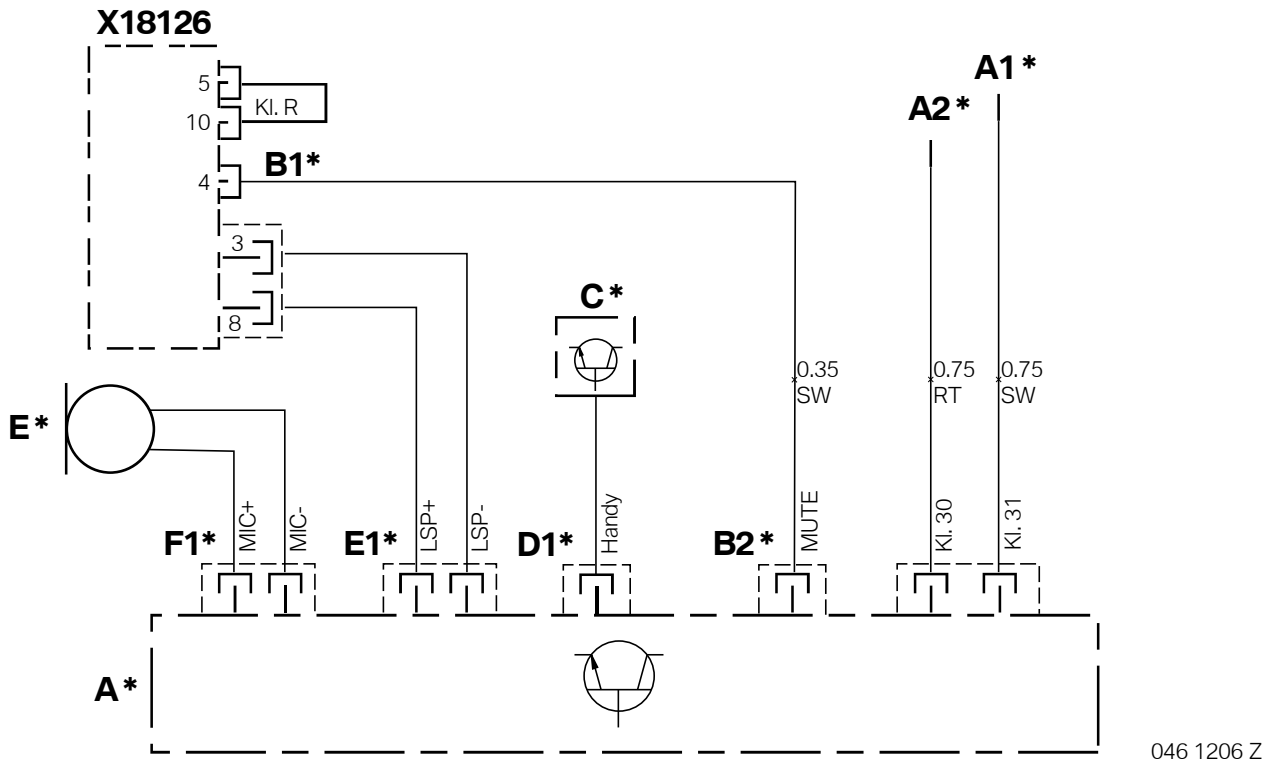 X18126
5
Kl. R
10
B1*
4
3
8
A1*
A2*
C*
0.35
SW
0.75
RT
0.75
SW
E*
F1*
MIC+
MIC-
E1*
LSP+
LSP-
D1*
Handy
B2*
MUTE
Kl. 30
Kl. 31
A*
046 1206 Z